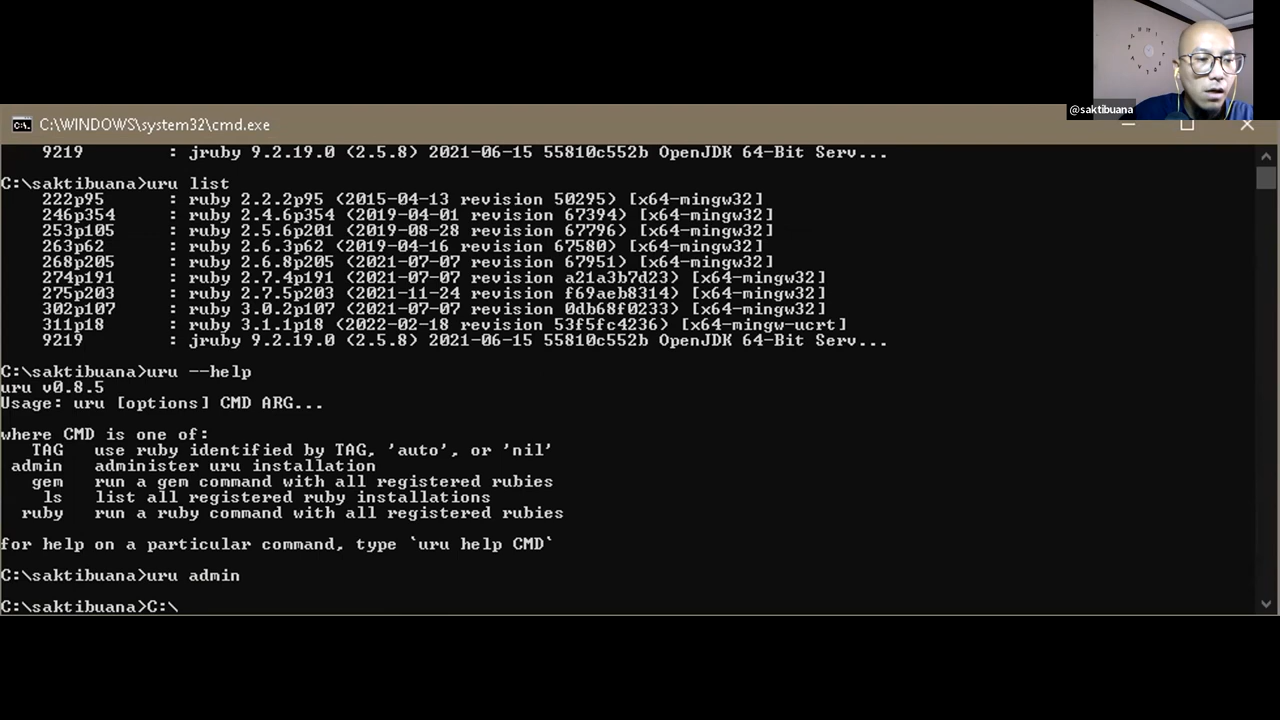 @saktibuana
C:\WINDOWS\system32\cmd.exe
9219 : jruby 9.2.19.0 (2.5.8) 2021-06-15 55810c552b OpenJDK 64-Bit Serv...
C:\saktibuana>uru list
222p95 : ruby 2.2.2p95 (2015-04-13 revision 50295) [x64-mingw32]
246p354 : ruby 2.4.6p354 (2019-04-01 revision 67394) [x64-mingw32]
253p105 : ruby 2.5.6p201 (2019-08-28 revision 67796) [x64-mingw32]
263p62 : ruby 2.6.3p62 (2019-04-16 revision 67580) [x64-mingw32]
268p205 : ruby 2.6.8p205 (2021-07-07 revision 67951) [x64-mingw32]
274p191 : ruby 2.7.4p191 (2021-07-07 revision a21a3b7d23) [x64-mingw32]
275p203 : ruby 2.7.5p203 (2021-11-24 revision f69aeb8314) [x64-mingw32]
302p107 : ruby 3.0.2p107 (2021-07-07 revision 0db68f0233) [x64-mingw32]
311p18 : ruby 3.1.1p18 (2022-02-18 revision 53f5fc4236) [x64-mingw-ucrt]
9219 : jruby 9.2.19.0 (2.5.8) 2021-06-15 55810c552b OpenJDK 64-Bit Serv...
C:\saktibuana>uru --help
uru v0.8.5
Usage: uru [options] CMD ARG...
where CMD is one of:
TAG use ruby identified by TAG, 'auto', or 'nil'
admin administer uru installation
gem run a gem command with all registered rubies
ls list all registered ruby installations
ruby run a ruby command with all registered rubies
for help on a particular command, type `uru help CMD`
C:\saktibuana>uru admin
C:\saktibuana>C:\